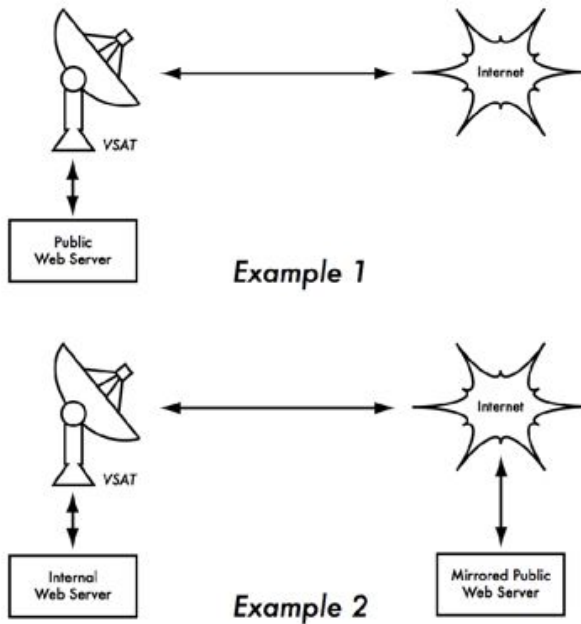 Internet
VSAT
Public
Web Server
Example 1
Internet
VSAT
Internal
Web Server
Mirrored Public
Web Server
Example 2